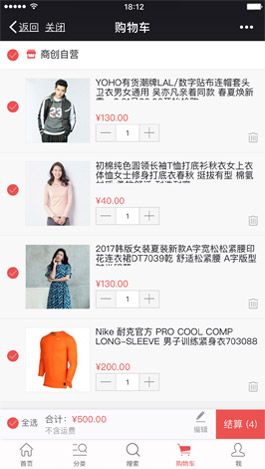 18:12
返回 关闭
购物车
商创自营
YOHO有货潮牌LAL/数字贴布连帽套头
卫衣男女通用 吴亦凡亲着同款 春夏焕新
¥130.00
1
初棉纯色圆领长袖T恤打底衫秋衣女上衣
体恤女士修身打底衣春秋 挺拔有型 棉氨
¥40.00
1
2017韩版女装夏装新款A字宽松松紧腰印
花连衣裙DT7039乾 舒适松紧腰 A字版型
¥130.00
1
Nike 耐克官方 PRO COOL COMP
LONG-SLEEVE 男子训练紧身衣703088
¥200.00
1
全选
合计：¥500.00
不含运费
编辑
结算 (4)
首页
分类
搜索
购物车
我